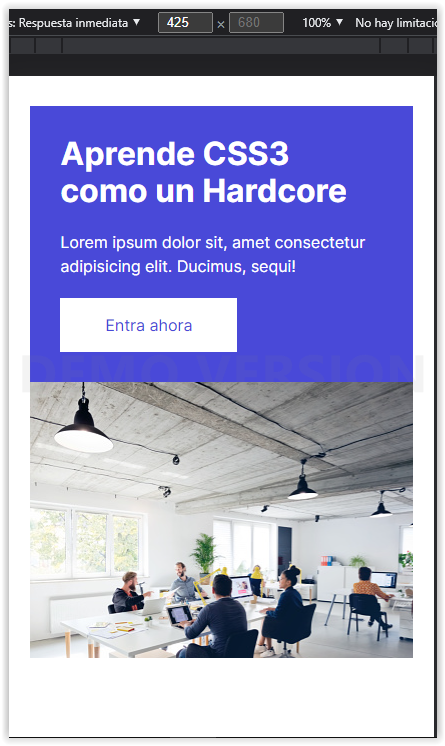 s: Respuesta inmediata ▼ 425 × 680 100% ▼ No hay limitacio
Aprende CSS3
como un Hardcore
Lorem ipsum dolor sit, amet consectetur
adipisicing elit. Ducimus, sequi!
Entra ahora
DEMO VERSION